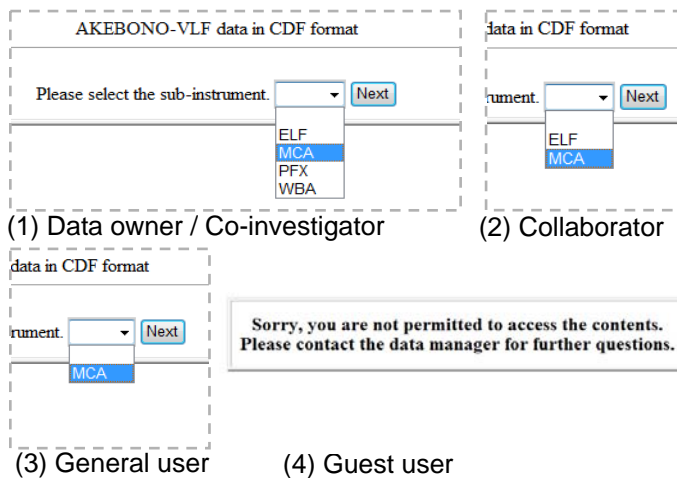 AKEBONO-VLF data in CDF format
Please select the sub-instrument. Next
ELF
MCA
PFX
WBA
(1) Data owner / Co-investigator
data in CDF format
rument. Next
ELF
MCA
(2) Collaborator
data in CDF format
rument. Next
MCA
(3) General user
Sorry, you are not permitted to access the contents.
Please contact the data manager for further questions.
(4) Guest user